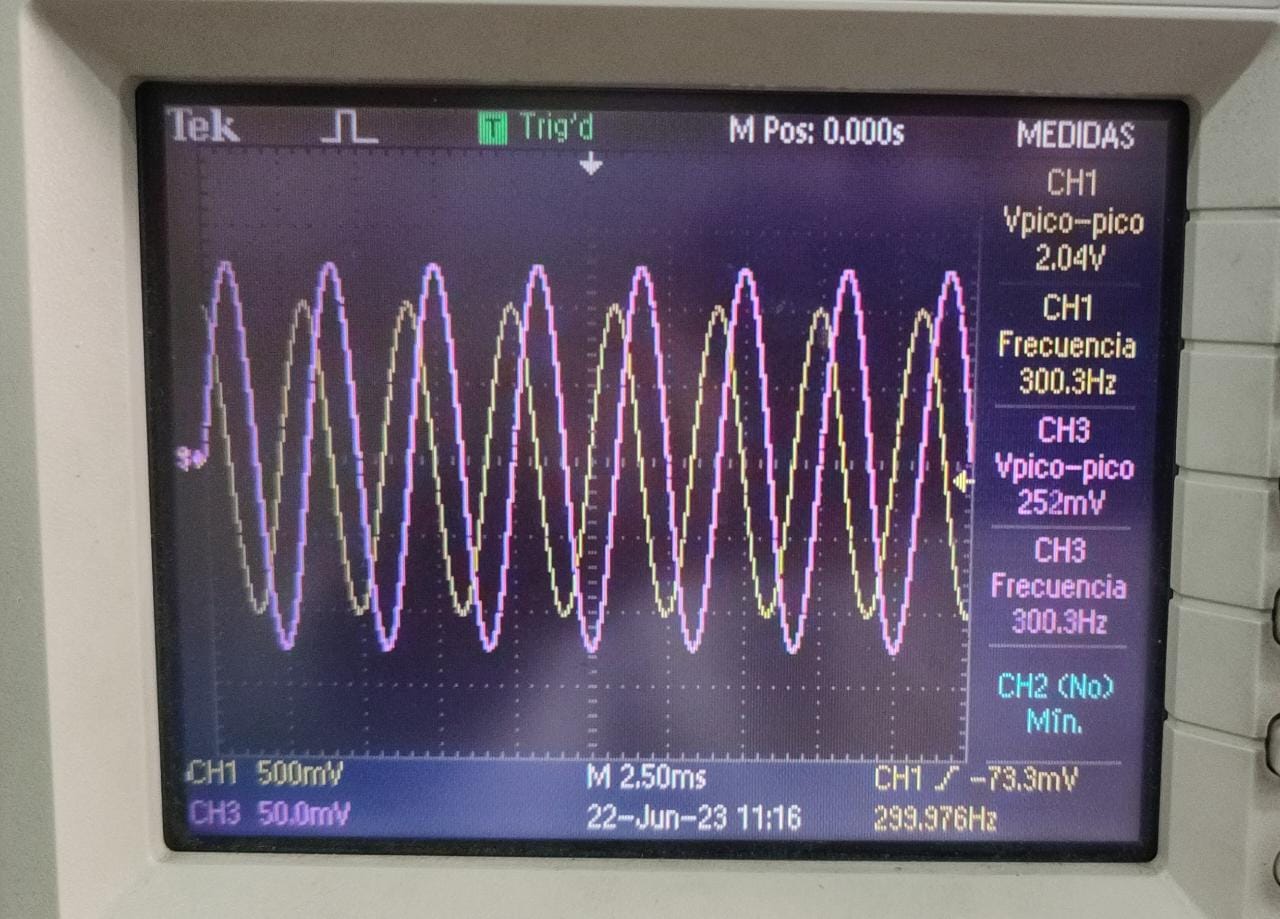 Tek T Trig'd M Pos: 0.000s MEDIDAS
CH1
Vpico-pico
2.04V
CH1
Frecuencia
300.3Hz
CH3
Vpico-pico
252mV
CH3
Frecuencia
300.3Hz
CH2 (No)
Mín.
3
CH1 500mV M 2.50ms CH1 -73.3mV
CH3 50.0mV 22-Jun-23 11:16 299.976Hz